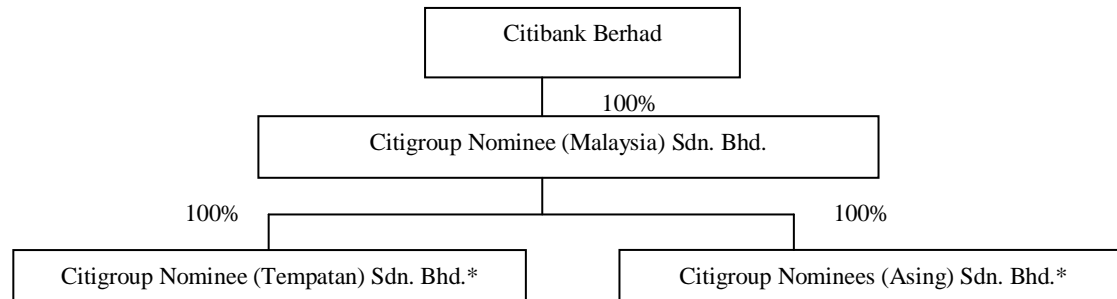 Citibank Berhad
100%
Citigroup Nominee (Malaysia) Sdn. Bhd.
100%
100%
Citigroup Nominee (Tempatan) Sdn. Bhd.*
Citigroup Nominees (Asing) Sdn. Bhd.*